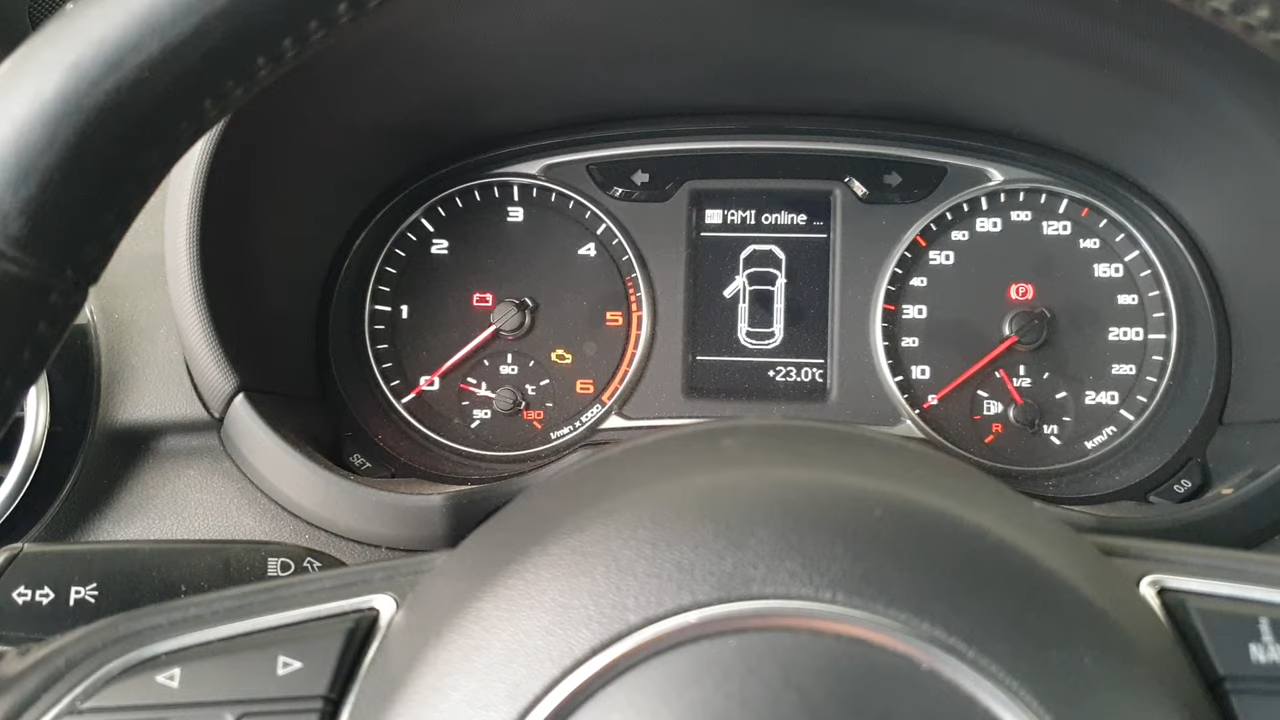 'AMI online ...
+23.0°C
0
1
2
3
4
5
6
1/min x 1000
50
90
130
°C
SET
0
10
20
30
40
50
60
80
100
120
140
160
180
200
220
240
km/h
P
R
1/2
1/1
0.0
P
NA